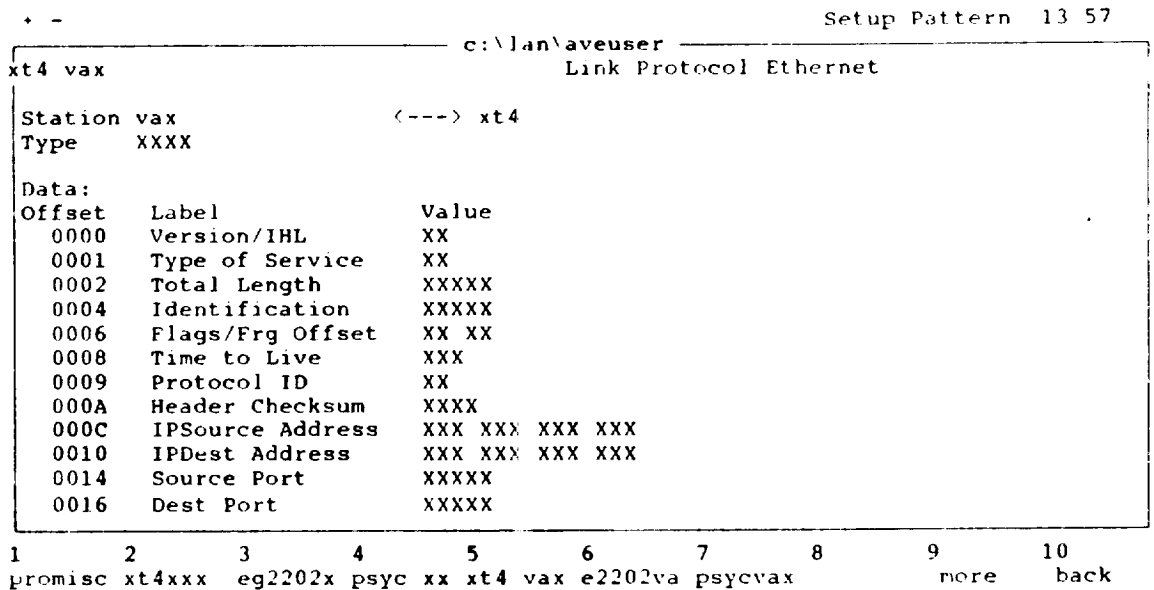 + - Setup Pattern 13 57
c:\lan\aveuser
xt4 vax Link Protocol Ethernet
Station vax <---> xt4
Type XXXX
Data:
Offset Label Value
0000 Version/IHL XX
0001 Type of Service XX
0002 Total Length XXXXX
0004 Identification XXXXX
0006 Flags/Frg Offset XX XX
0008 Time to Live XXX
0009 Protocol ID XX
000A Header Checksum XXXX
000C IPSource Address XXX XXX XXX XXX
0010 IPDest Address XXX XXX XXX XXX
0014 Source Port XXXXX
0016 Dest Port XXXXX
1 2 3 4 5 6 7 8 9 10
promisc xt4xxx eg2202x psyc xx xt4 vax e2202va psycvax more back